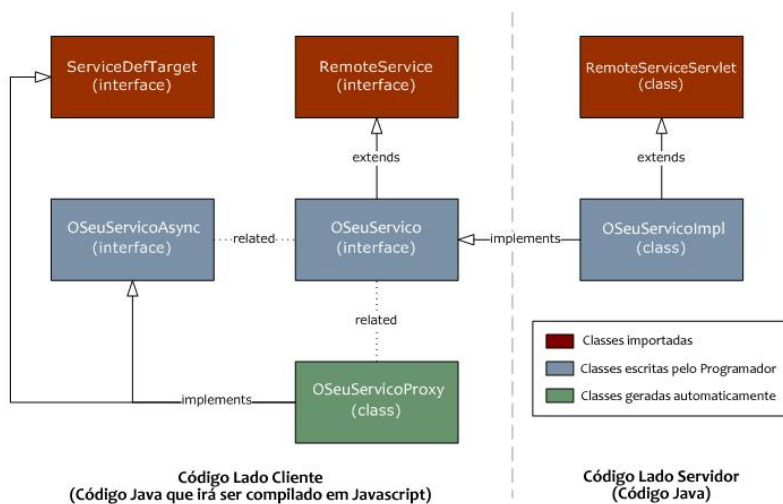 ServiceDefTarget
(interface)
RemoteService
(interface)
RemoteServiceServlet
(class)
extends
extends
OSeuServicoAsync
(interface)
related
OSeuServico
(interface)
implements
OSeuServicoImpl
(class)
related
implements
OSeuServicoProxy
(class)
Classes importadas
Classes escritas pelo Programador
Classes geradas automaticamente
Código Lado Cliente
(Código Java que irá ser compilado em Javascript)
Código Lado Servidor
(Código Java)